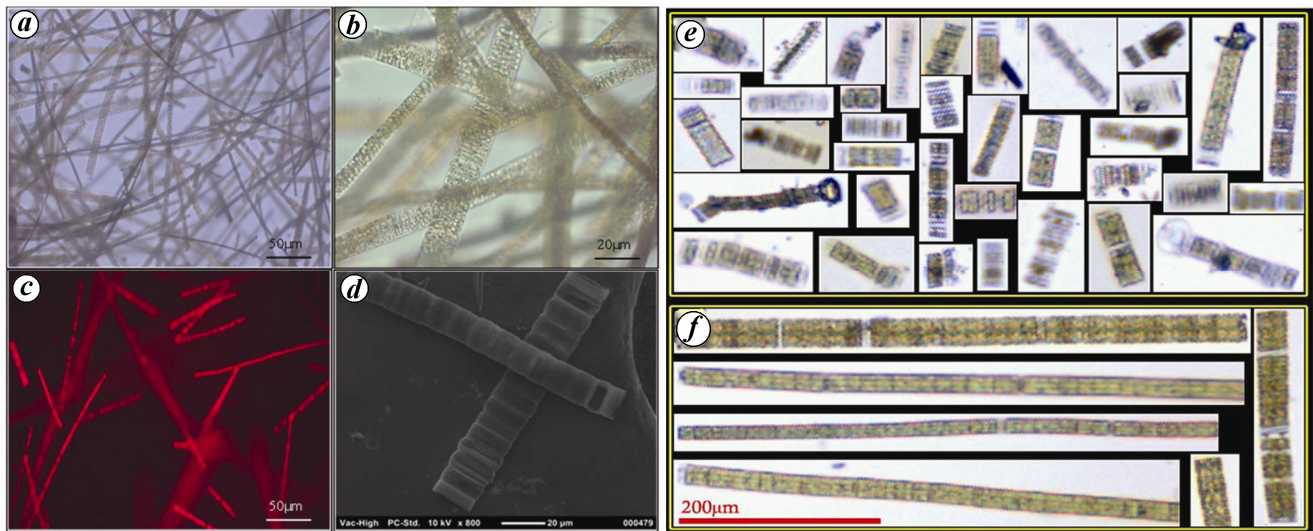 a
50μm
b
20μm
c
50μm
d
Vac-High PC-Std. 10 kV x 800 20 μm 000479
e
f
200μm